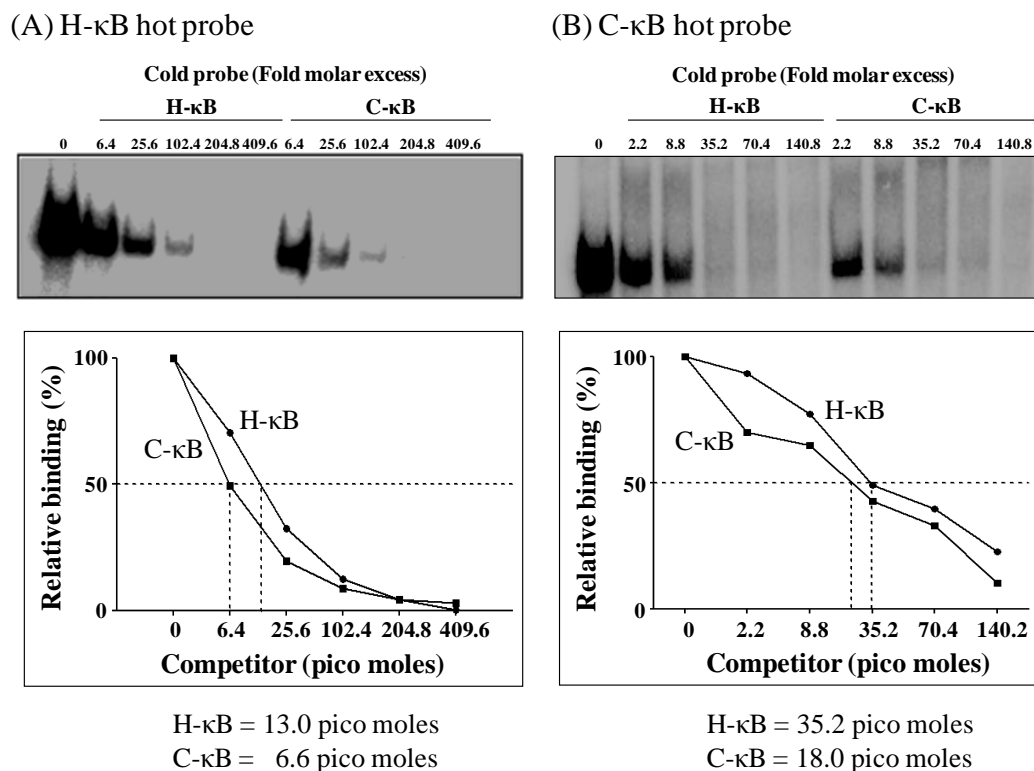 (A) H-κB hot probe
Cold probe (Fold molar excess)
H-κB C-κB
0 6.4 25.6 102.4 204.8 409.6 6.4 25.6 102.4 204.8 409.6
100
50
0
Relative binding (%)
H-κB
C-κB
0 6.4 25.6 102.4 204.8 409.6
Competitor (pico moles)
H-κB = 13.0 pico moles
C-κB = 6.6 pico moles
(B) C-κB hot probe
Cold probe (Fold molar excess)
H-κB C-κB
0 2.2 8.8 35.2 70.4 140.8 2.2 8.8 35.2 70.4 140.8
100
50
0
Relative binding (%)
H-κB
C-κB
0 2.2 8.8 35.2 70.4 140.2
Competitor (pico moles)
H-κB = 35.2 pico moles
C-κB = 18.0 pico moles